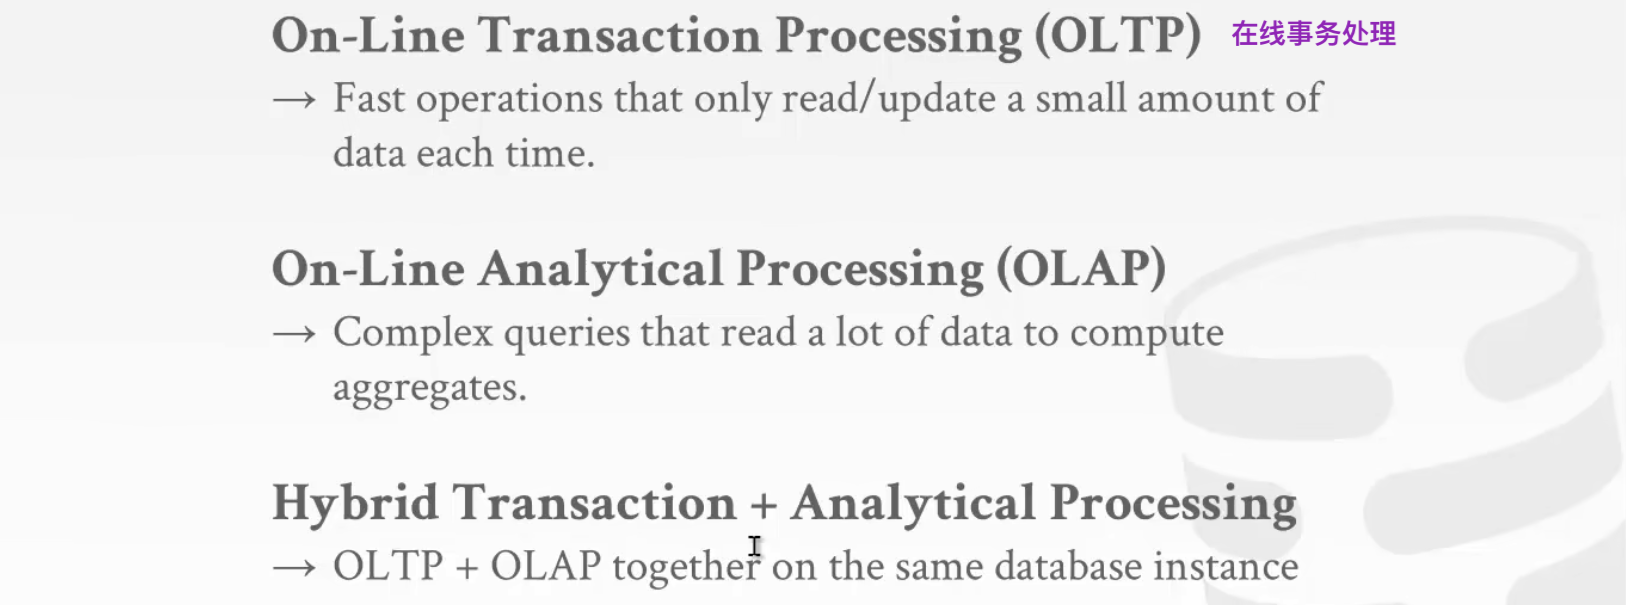 On-Line Transaction Processing (OLTP) 在线事务处理
→ Fast operations that only read/update a small amount of
data each time.
On-Line Analytical Processing (OLAP)
→ Complex queries that read a lot of data to compute
aggregates.
Hybrid Transaction + Analytical Processing
→ OLTP + OLAP together on the same database instance